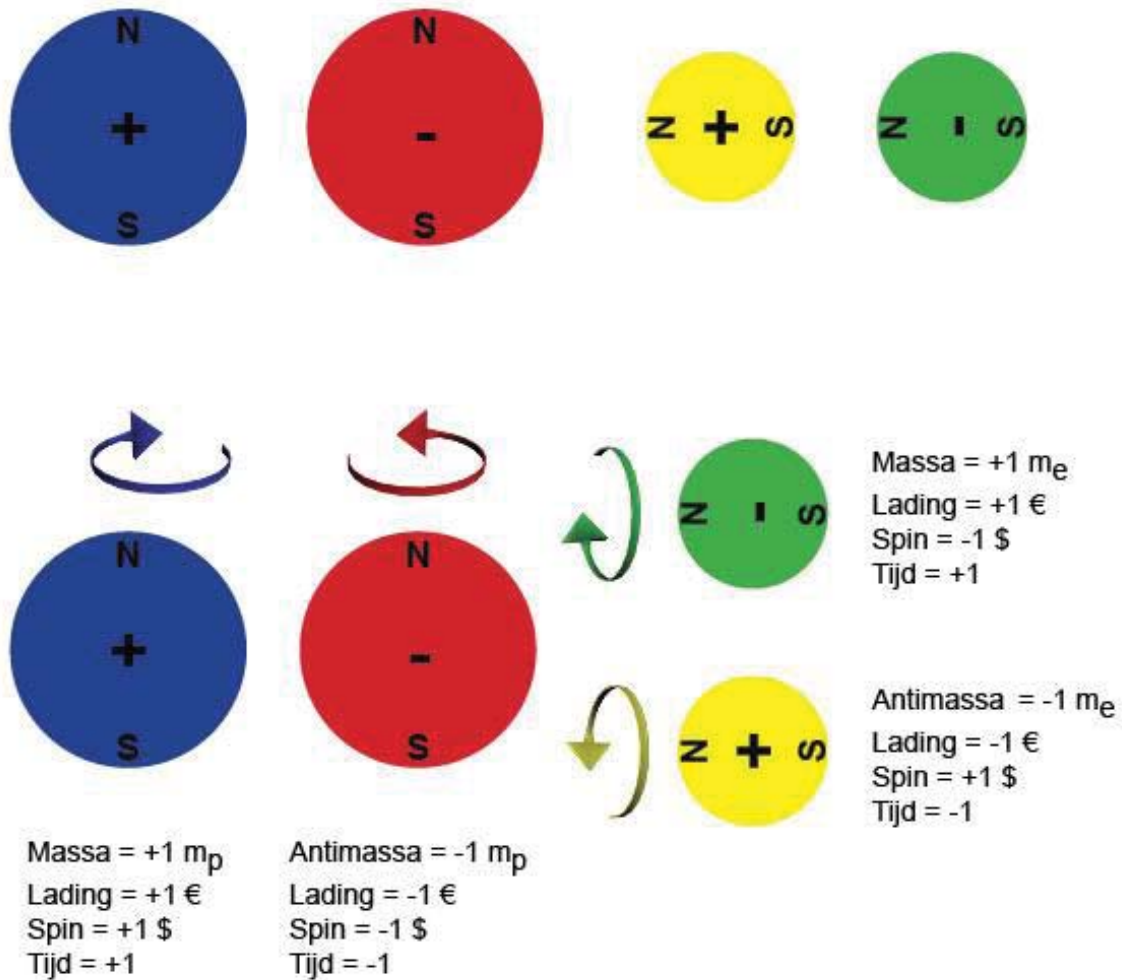 N
+
S
N
-
S
N + S
N - S
N
+
S
N
-
S
N - S
Massa = +1 me
Lading = +1 €
Spin = -1 $
Tijd = +1
N + S
Antimassa = -1 me
Lading = -1 €
Spin = +1 $
Tijd = -1
Massa = +1 mp
Lading = +1 €
Spin = +1 $
Tijd = +1
Antimassa = -1 mp
Lading = -1 €
Spin = -1 $
Tijd = -1